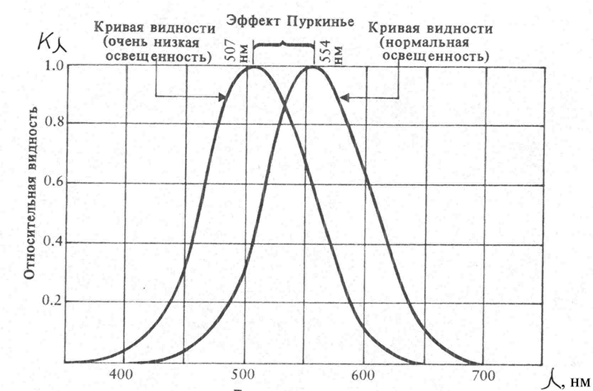 Эффект Пуркинье
Кривая видности
(очень низкая
освещенность)
507
нм
554
нм
Кривая видности
(нормальная
освещенность)
Kλ
Относительная видность
1.0
0.8
0.6
0.4
0.2
400
500
600
700
λ, нм